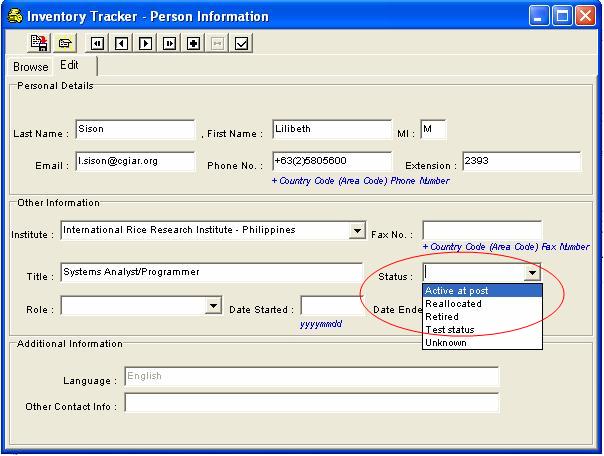 Inventory Tracker - Person Information
Browse Edit
Personal Details
Last Name : Sison , First Name : Lilibeth MI : M
Email : l.sison@cgiar.org Phone No. : +63(2)5805600 Extension : 2393
+ Country Code (Area Code) Phone Number
Other Information
Institute : International Rice Research Institute - Philippines Fax No. :
+ Country Code (Area Code) Fax Number
Title : Systems Analyst/Programmer Status :
Active at post
Reallocated
Role : Date Started : Date Ende
Retired
yyyymmdd
Test status
Unknown
Additional Information
Language : English
Other Contact Info :